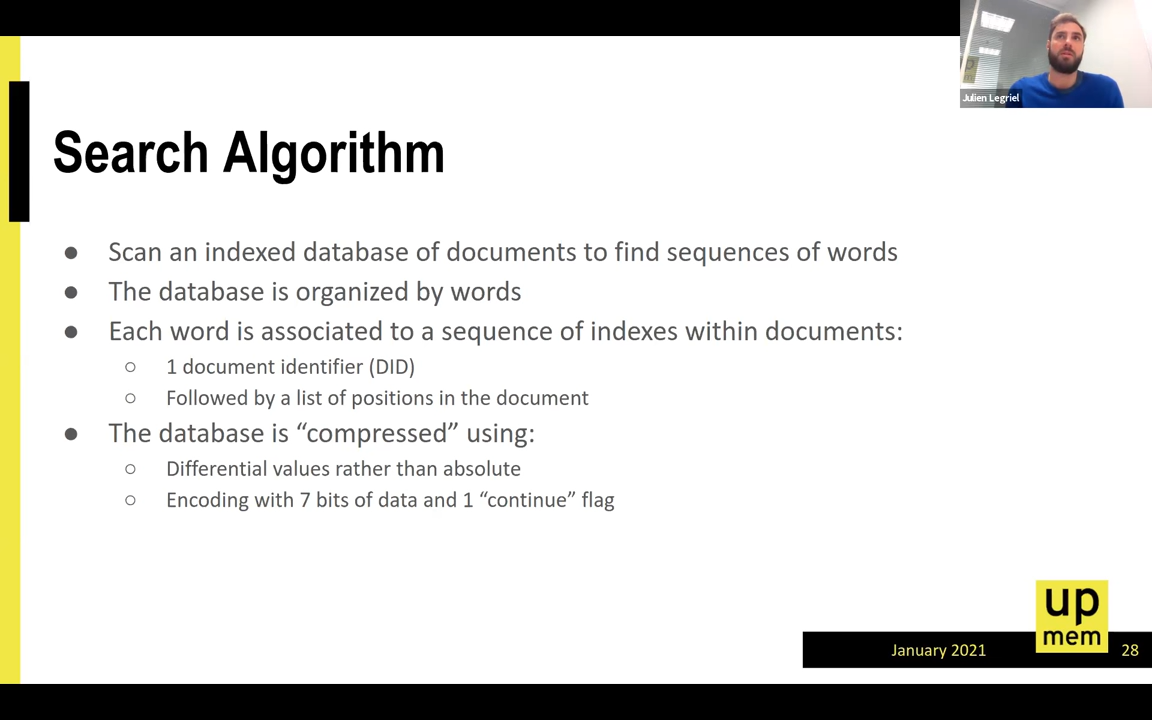 Julien Legriel
Search Algorithm
● Scan an indexed database of documents to find sequences of words
● The database is organized by words
● Each word is associated to a sequence of indexes within documents:
○ 1 document identifier (DID)
○ Followed by a list of positions in the document
● The database is “compressed” using:
○ Differential values rather than absolute
○ Encoding with 7 bits of data and 1 “continue” flag
up
mem
January 2021
28